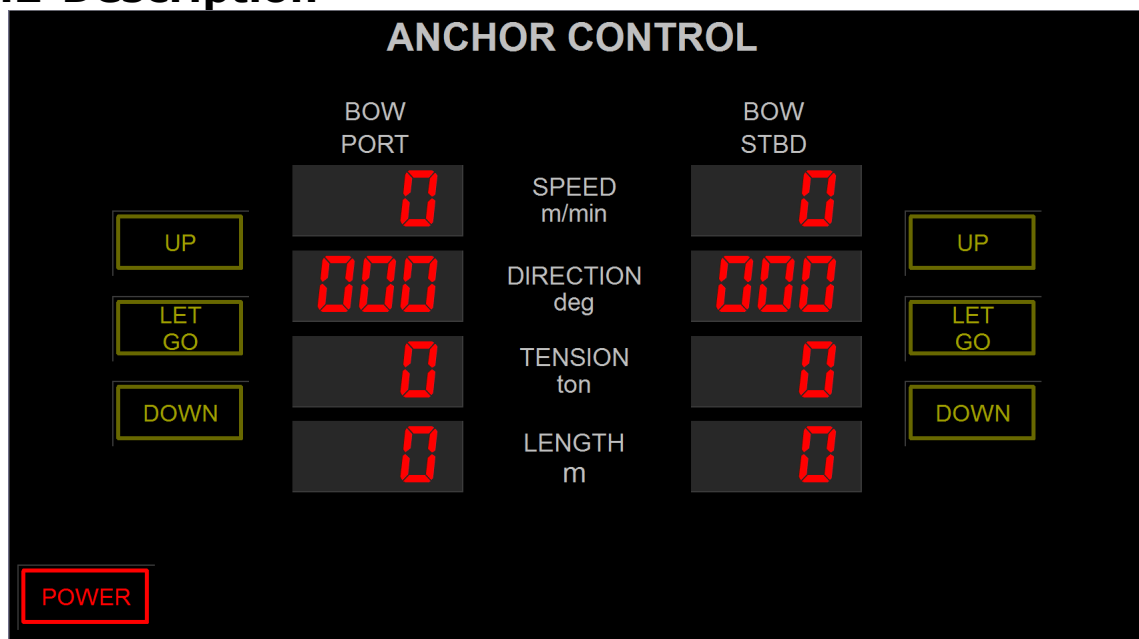 Description
ANCHOR CONTROL
BOW PORT
BOW STBD
0 SPEED m/min 0
UP
UP
000 DIRECTION deg 000
LET GO
LET GO
0 TENSION ton 0
DOWN
DOWN
0 LENGTH m 0
POWER